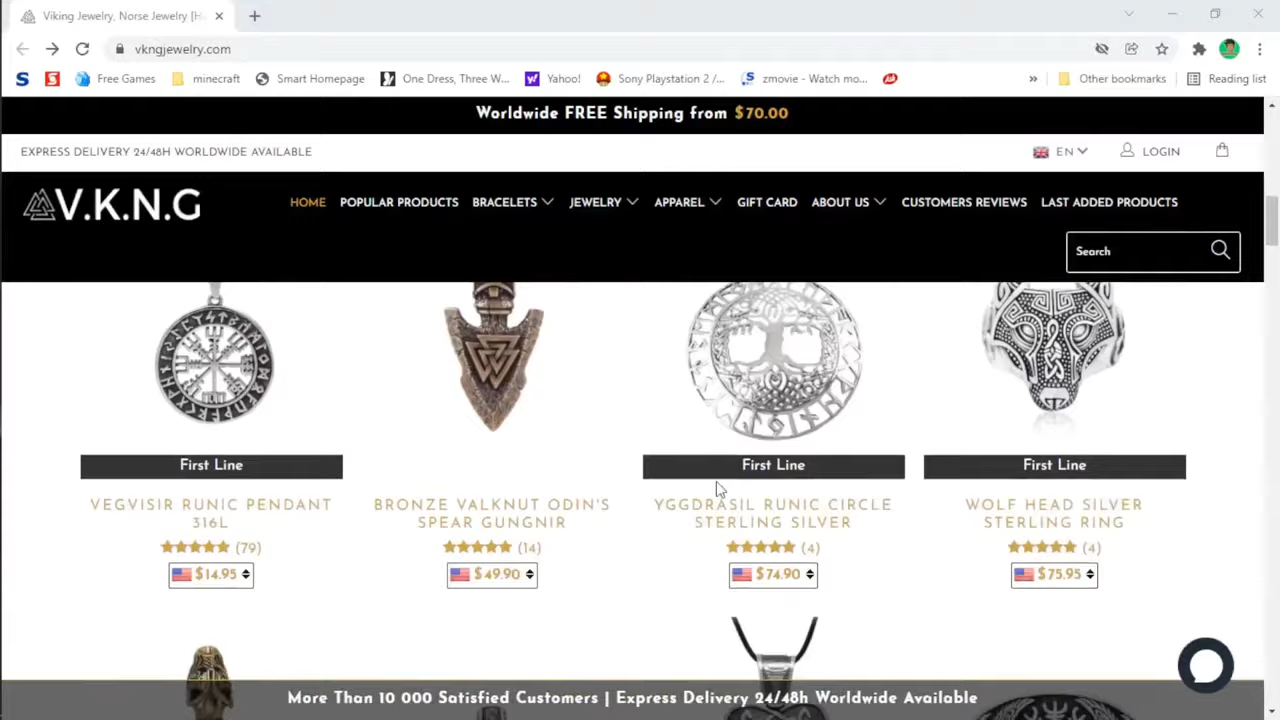 Viking Jewelry, Norse Jewelry [H
vkngjewelry.com
Free Games
minecraft
Smart Homepage
One Dress, Three W...
Yahoo!
Sony Playstation 2 /...
zmovie - Watch mo...
»
Other bookmarks
Reading list
Worldwide FREE Shipping from $70.00
EXPRESS DELIVERY 24/48H WORLDWIDE AVAILABLE
EN
LOGIN
V.K.N.G
HOME
POPULAR PRODUCTS
BRACELETS
JEWELRY
APPAREL
GIFT CARD
ABOUT US
CUSTOMERS REVIEWS
LAST ADDED PRODUCTS
Search
First Line
First Line
First Line
VEGVISIR RUNIC PENDANT
316L
BRONZE VALKNUT ODIN'S
SPEAR GUNGNIR
YGGDRASIL RUNIC CIRCLE
STERLING SILVER
WOLF HEAD SILVER
STERLING RING
(79)
(14)
(4)
(4)
$14.95
$49.90
$74.90
$75.95
More Than 10 000 Satisfied Customers | Express Delivery 24/48h Worldwide Available